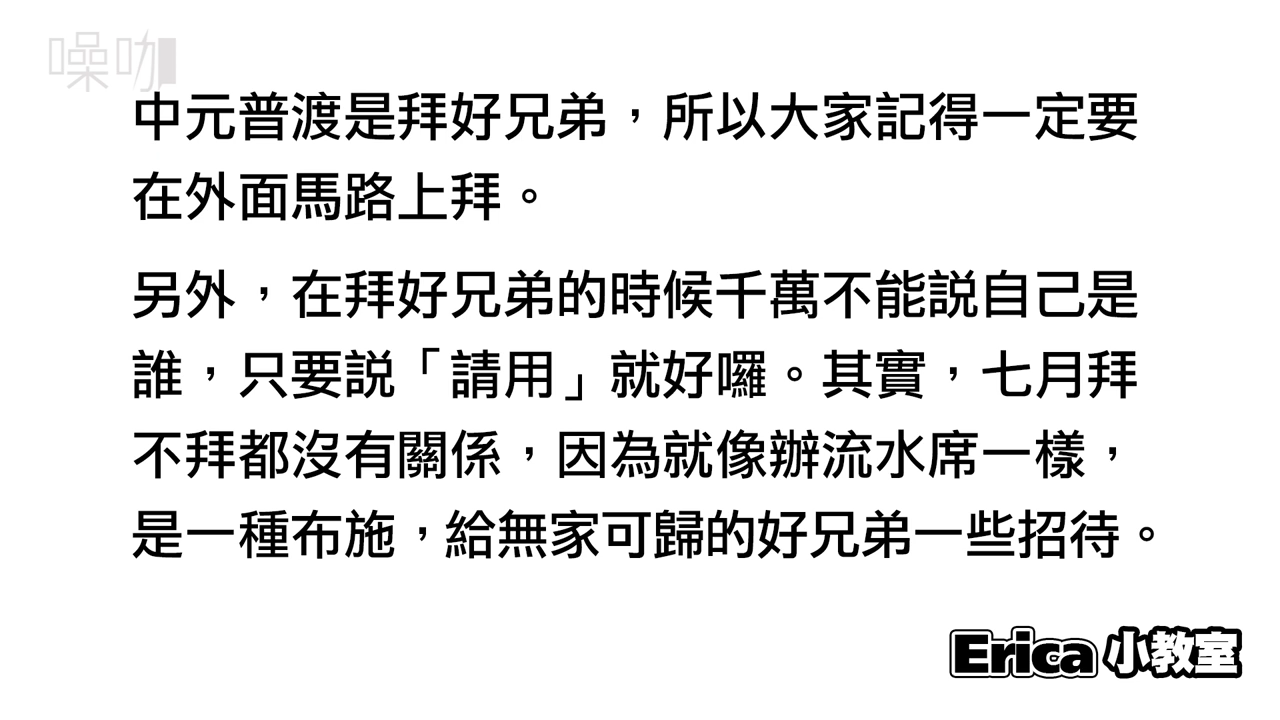 噪咖
中元普渡是拜好兄弟，所以大家記得一定要
在外面馬路上拜。
另外，在拜好兄弟的時候千萬不能説自己是
誰，只要説「請用」就好囉。其實，七月拜
不拜都沒有關係，因為就像辦流水席一樣，
是一種布施，給無家可歸的好兄弟一些招待。
Erica 小教室